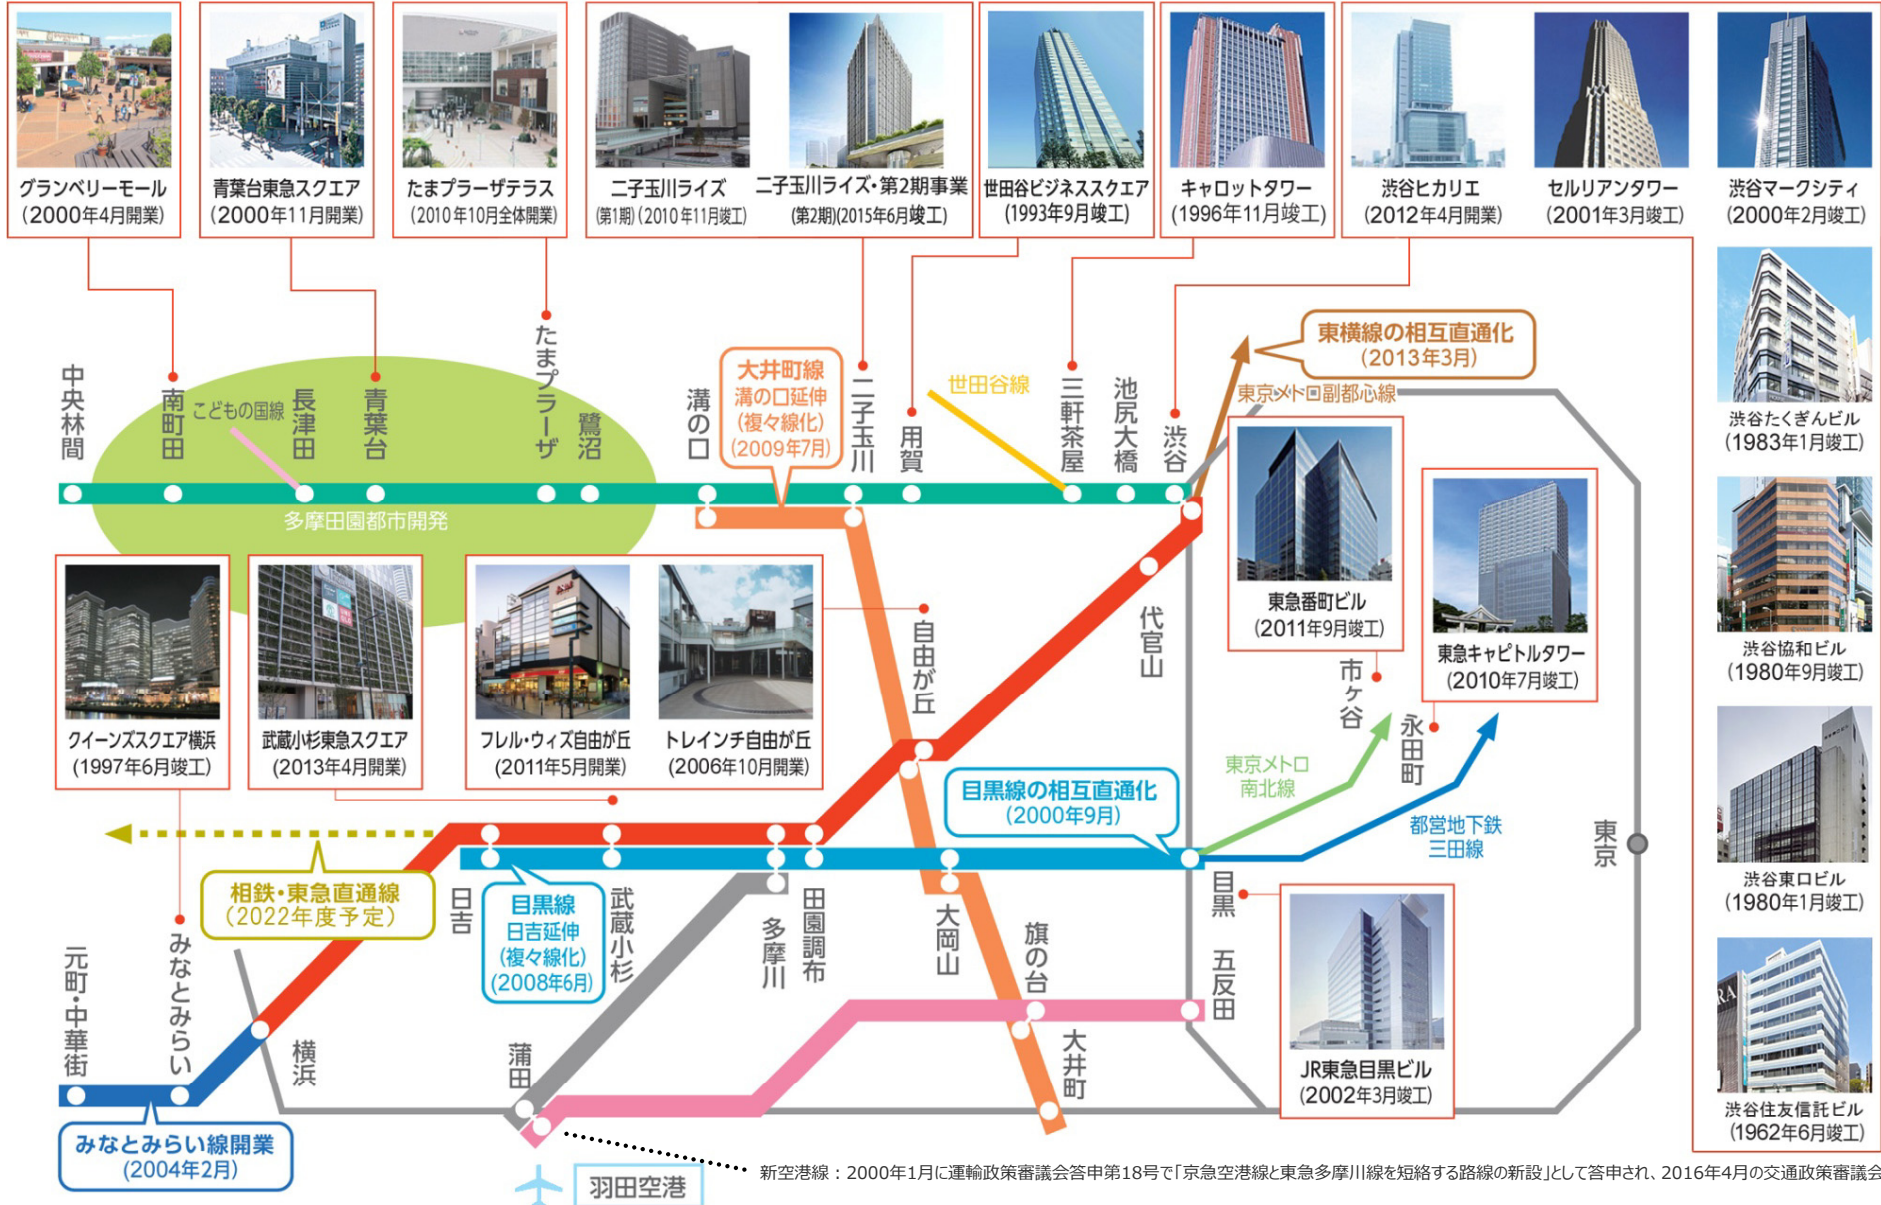 グランベリーモール
(2000年4月開業)
青葉台東急スクエア
(2000年11月開業)
たまプラーザテラス
(2010年10月全体開業)
二子玉川ライズ
(第1期)(2010年11月竣工)
二子玉川ライズ・第2期事業
(第2期)(2015年6月竣工)
世田谷ビジネススクエア
(1993年9月竣工)
キャロットタワー
(1996年11月竣工)
渋谷ヒカリエ
(2012年4月開業)
セルリアンタワー
(2001年3月竣工)
渋谷マークシティ
(2000年2月竣工)
渋谷たくぎんビル
(1983年1月竣工)
渋谷協和ビル
(1980年9月竣工)
渋谷東口ビル
(1980年1月竣工)
渋谷住友信託ビル
(1962年6月竣工)
東横線の相互直通化
(2013年3月)
東京メトロ副都心線
中央林間
南町田
こどもの国線
長津田
青葉台
たまプラーザ
鷺沼
溝の口
大井町線
溝の口延伸
(複々線化)
(2009年7月)
二子玉川
用賀
世田谷線
三軒茶屋
池尻大橋
渋谷
多摩田園都市開発
クイーンズスクエア横浜
(1997年6月竣工)
武蔵小杉東急スクエア
(2013年4月開業)
フレル・ウィズ自由が丘
(2011年5月開業)
トレインチ自由が丘
(2006年10月開業)
自由が丘
代官山
東急番町ビル
(2011年9月竣工)
市ヶ谷
東急キャピトルタワー
(2010年7月竣工)
永田町
東京メトロ
南北線
都営地下鉄
三田線
目黒線の相互直通化
(2000年9月)
東京
相鉄・東急直通線
(2022年度予定)
日吉
目黒線
日吉延伸
(複々線化)
(2008年6月)
武蔵小杉
多摩川
田園調布
大岡山
旗の台
目黒
五反田
JR東急目黒ビル
(2002年3月竣工)
元町・中華街
みなとみらい
横浜
蒲田
大井町
みなとみらい線開業
(2004年2月)
羽田空港
新空港線：2000年1月に運輸政策審議会答申第18号で「京急空港線と東急多摩川線を短絡する路線の新設」として答申され、2016年4月の交通政策審議会